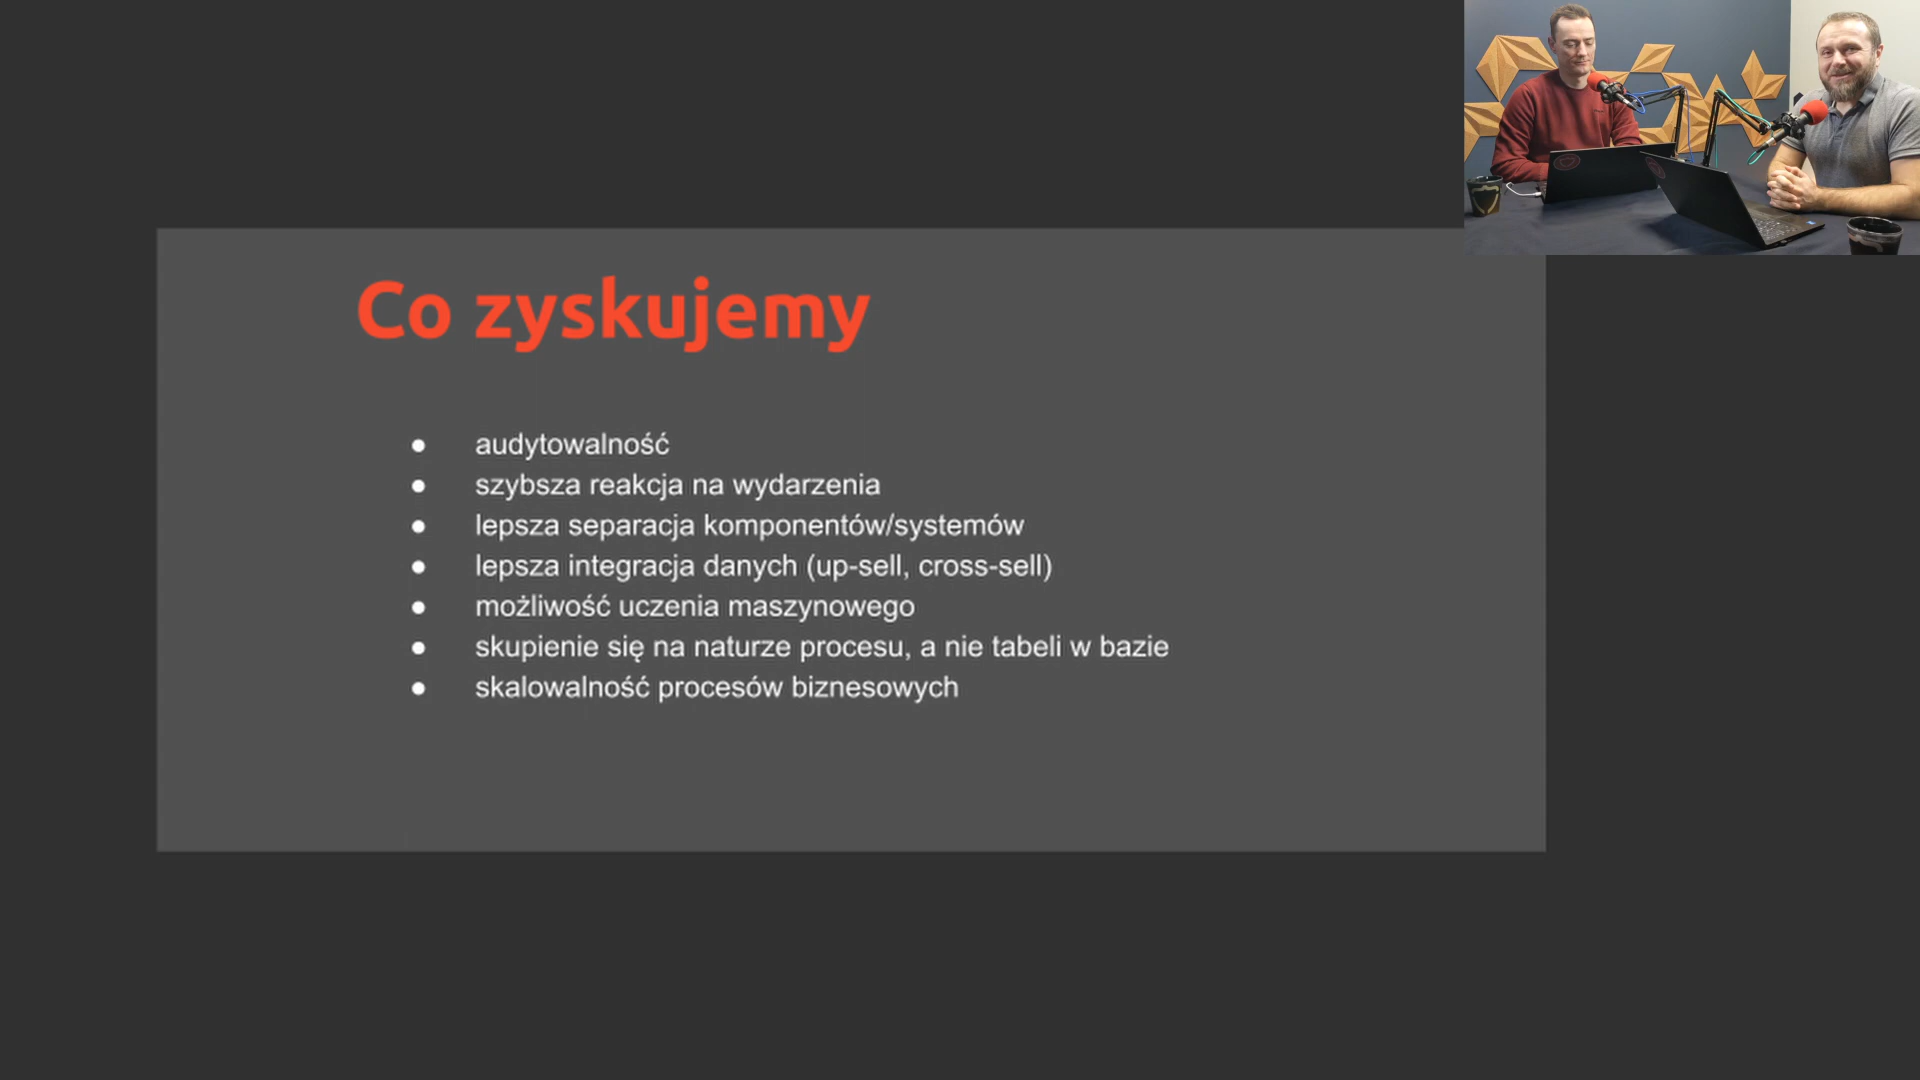 Co zyskujemy
● audytowalność
● szybsza reakcja na wydarzenia
● lepsza separacja komponentów/systemów
● lepsza integracja danych (up-sell, cross-sell)
● możliwość uczenia maszynowego
● skupienie się na naturze procesu, a nie tabeli w bazie
● skalowalność procesów biznesowych